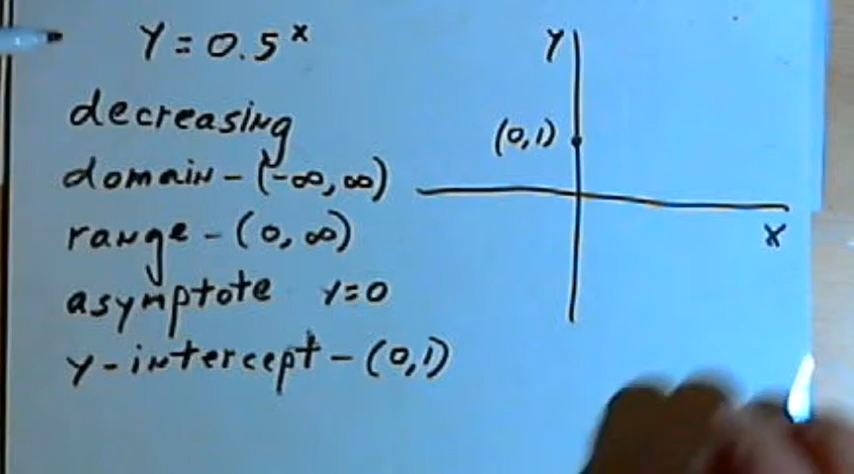 Y = 0.5^x
decreasing
domain - (-∞, ∞)
range - (0, ∞)
asymptote Y=0
y-intercept - (0,1)
Y
(0,1)
X